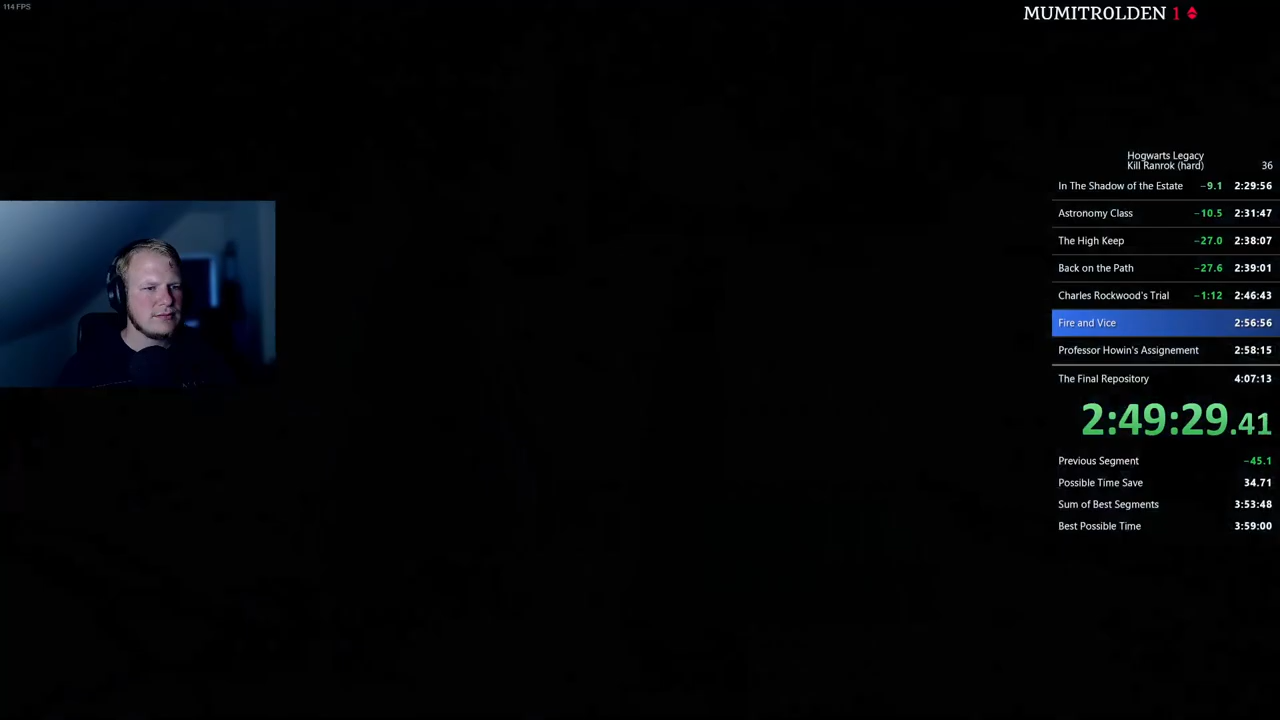 114 FPS
MUMITROLDEN 1
Hogwarts Legacy
Kill Ranrok (hard) 36
In The Shadow of the Estate −9.1 2:29:56
Astronomy Class −10.5 2:31:47
The High Keep −27.0 2:38:07
Back on the Path −27.6 2:39:01
Charles Rockwood's Trial −1:12 2:46:43
Fire and Vice 2:56:56
Professor Howin's Assignement 2:58:15
The Final Repository 4:07:13
2:49:29.41
Previous Segment −45.1
Possible Time Save 34.71
Sum of Best Segments 3:53:48
Best Possible Time 3:59:00